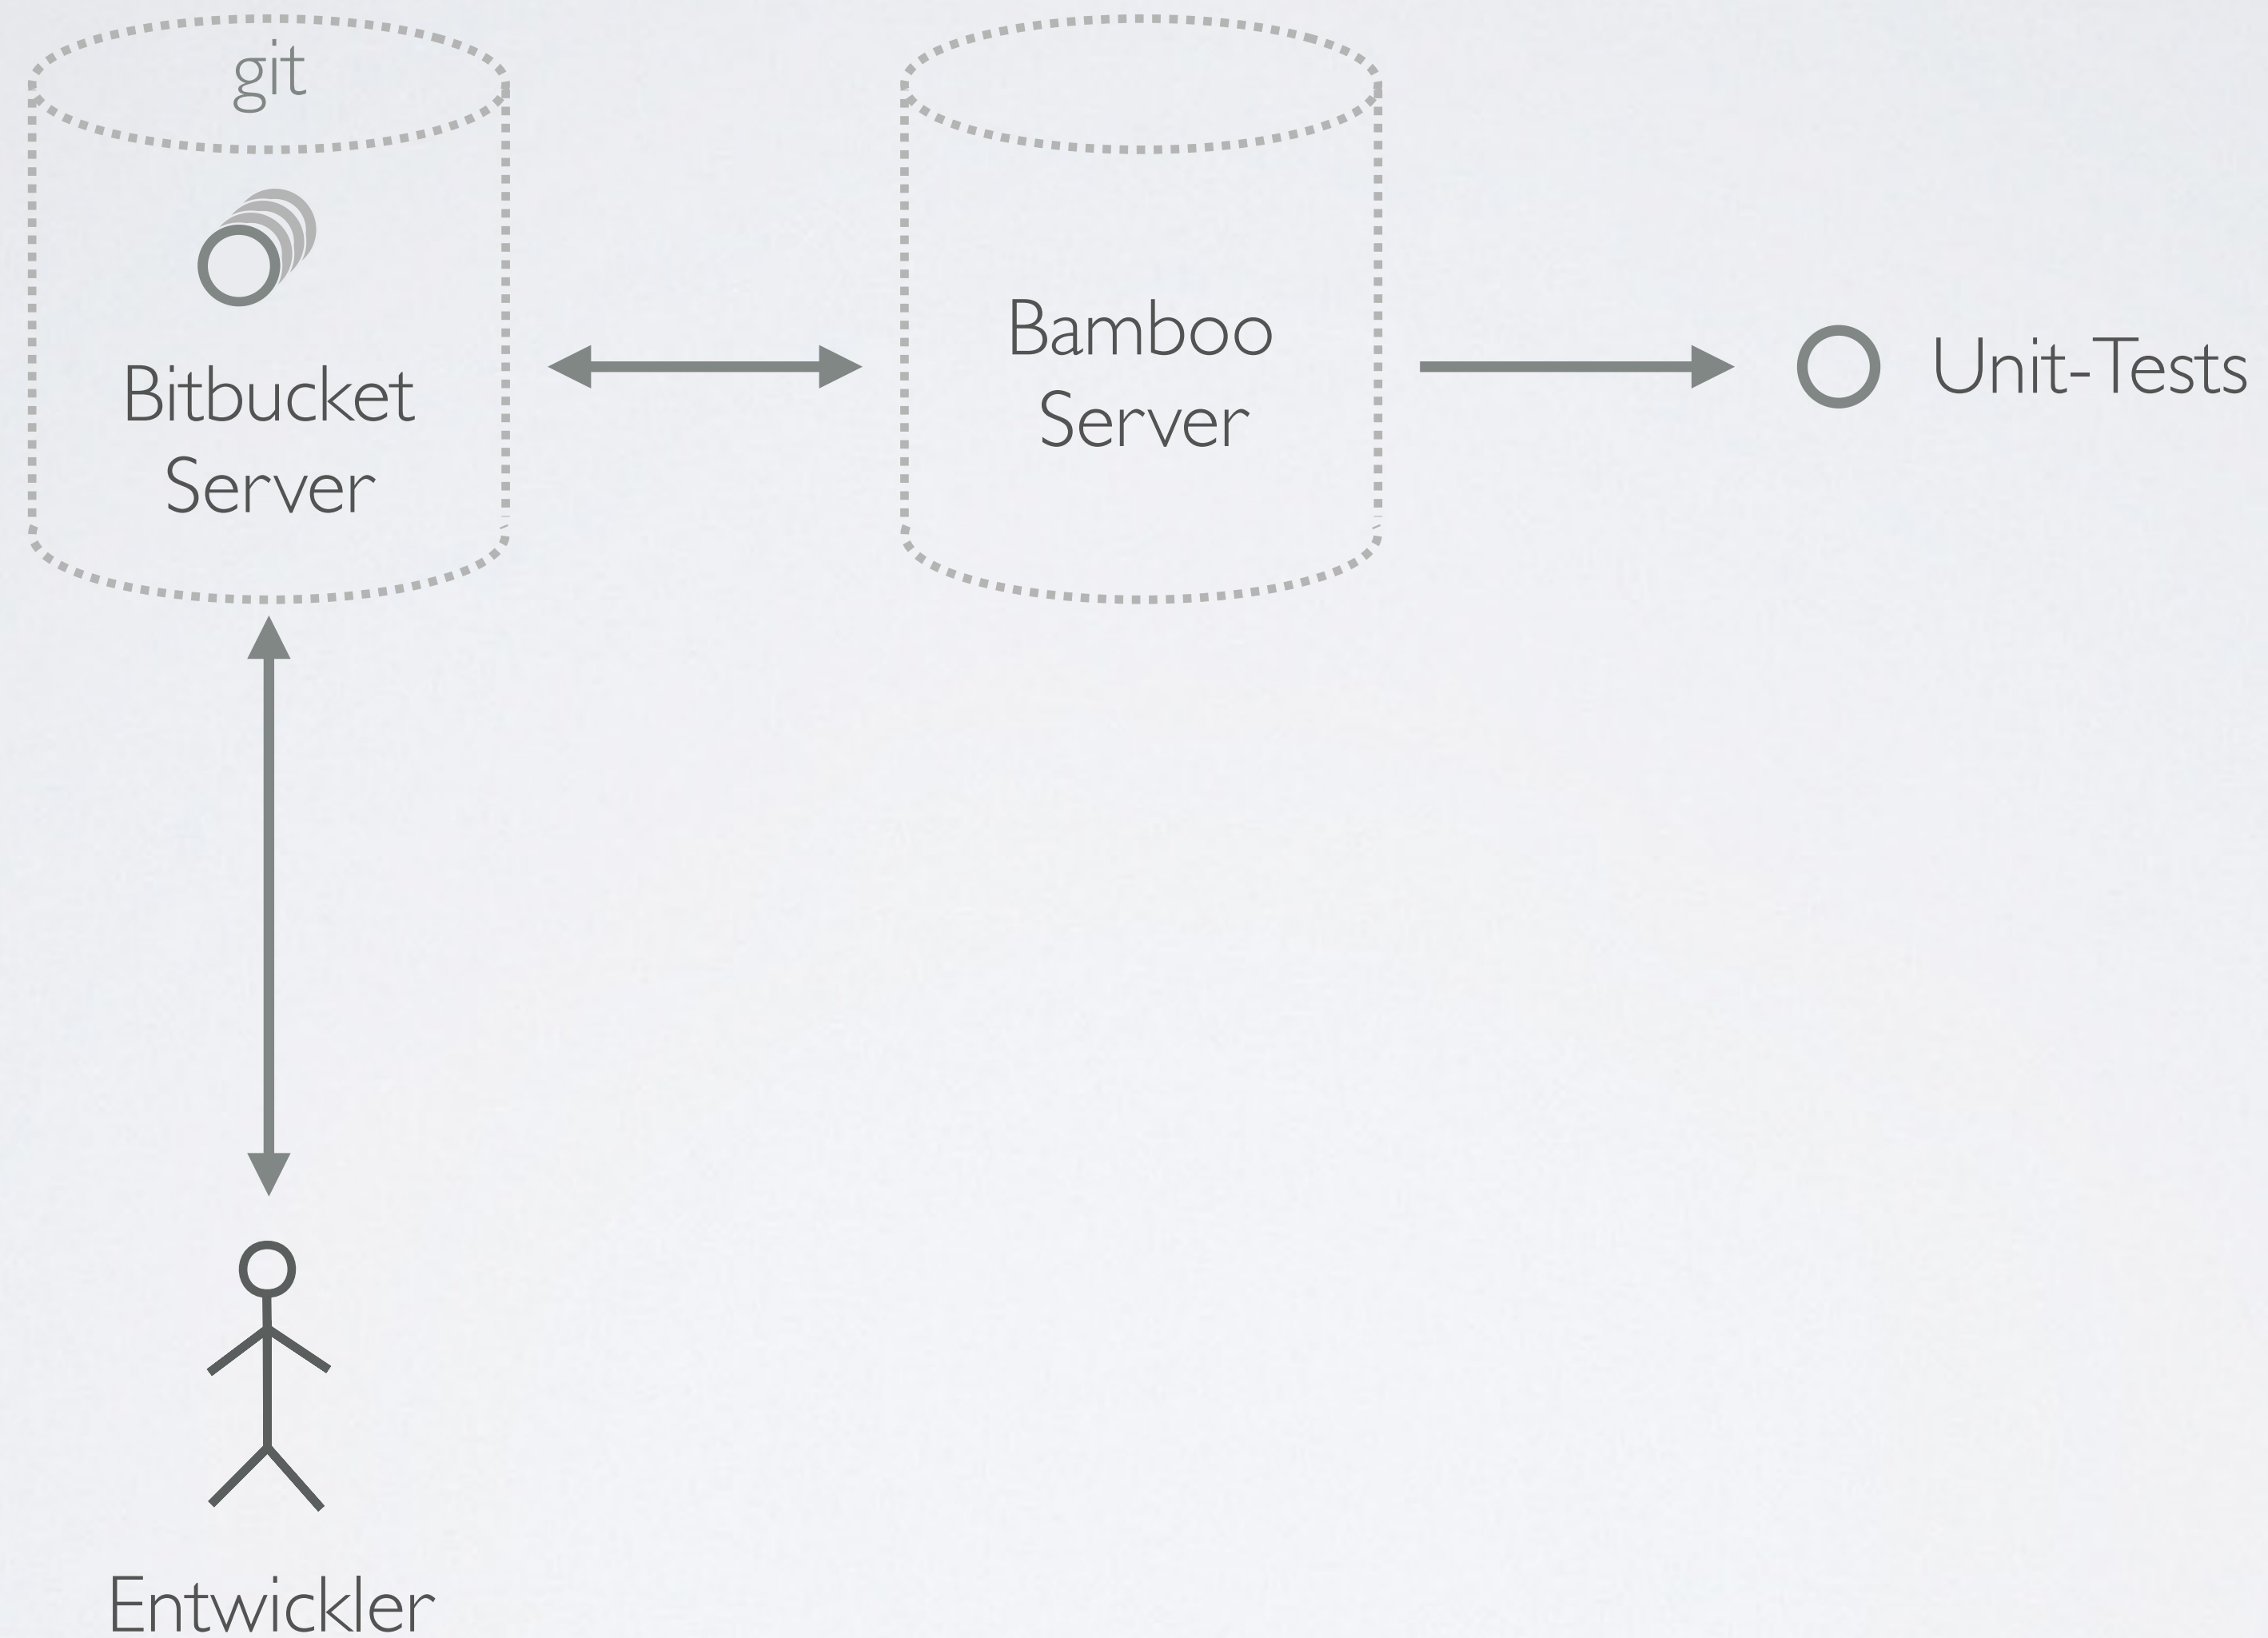 git
Bitbucket
Server
Bamboo
Server
Unit-Tests
Entwickler